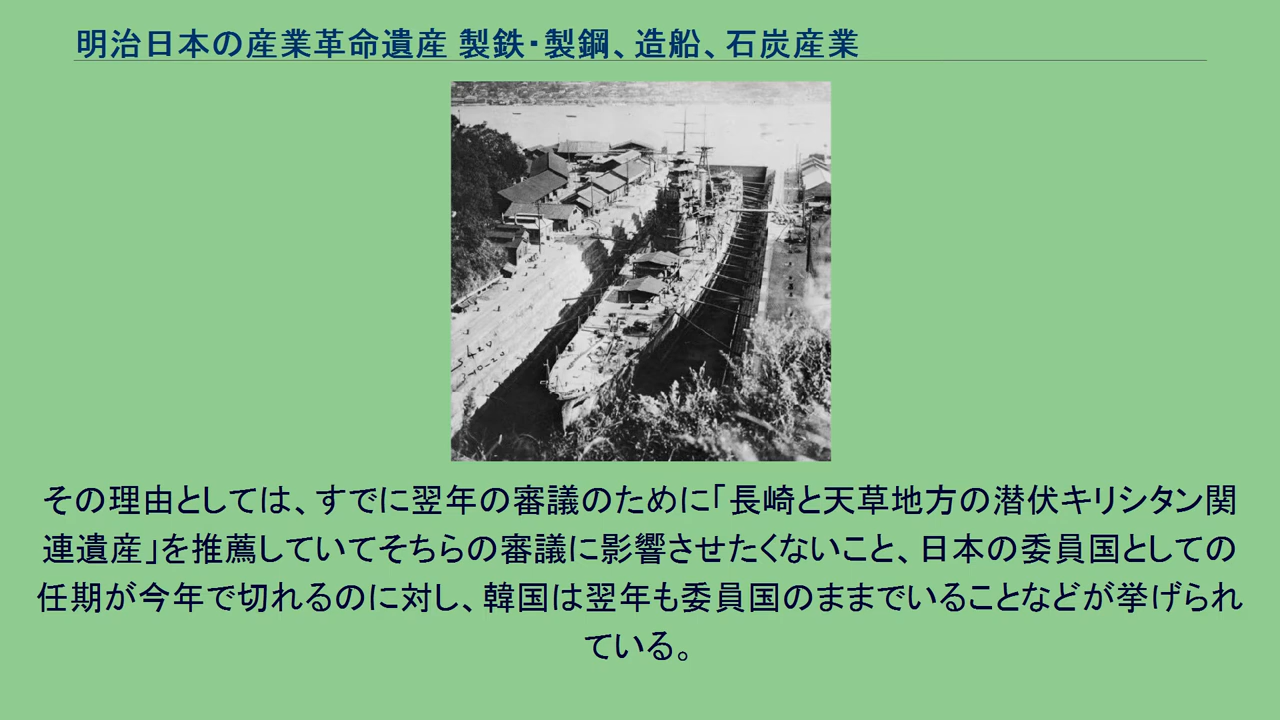 明治日本の産業革命遺産 製鉄・製鋼、造船、石炭産業
その理由としては、すでに翌年の審議のために「長崎と天草地方の潜伏キリシタン関
連遺産」を推薦していてそちらの審議に影響させたくないこと、日本の委員国としての
任期が今年で切れるのに対し、韓国は翌年も委員国のままでいることなどが挙げられ
ている。